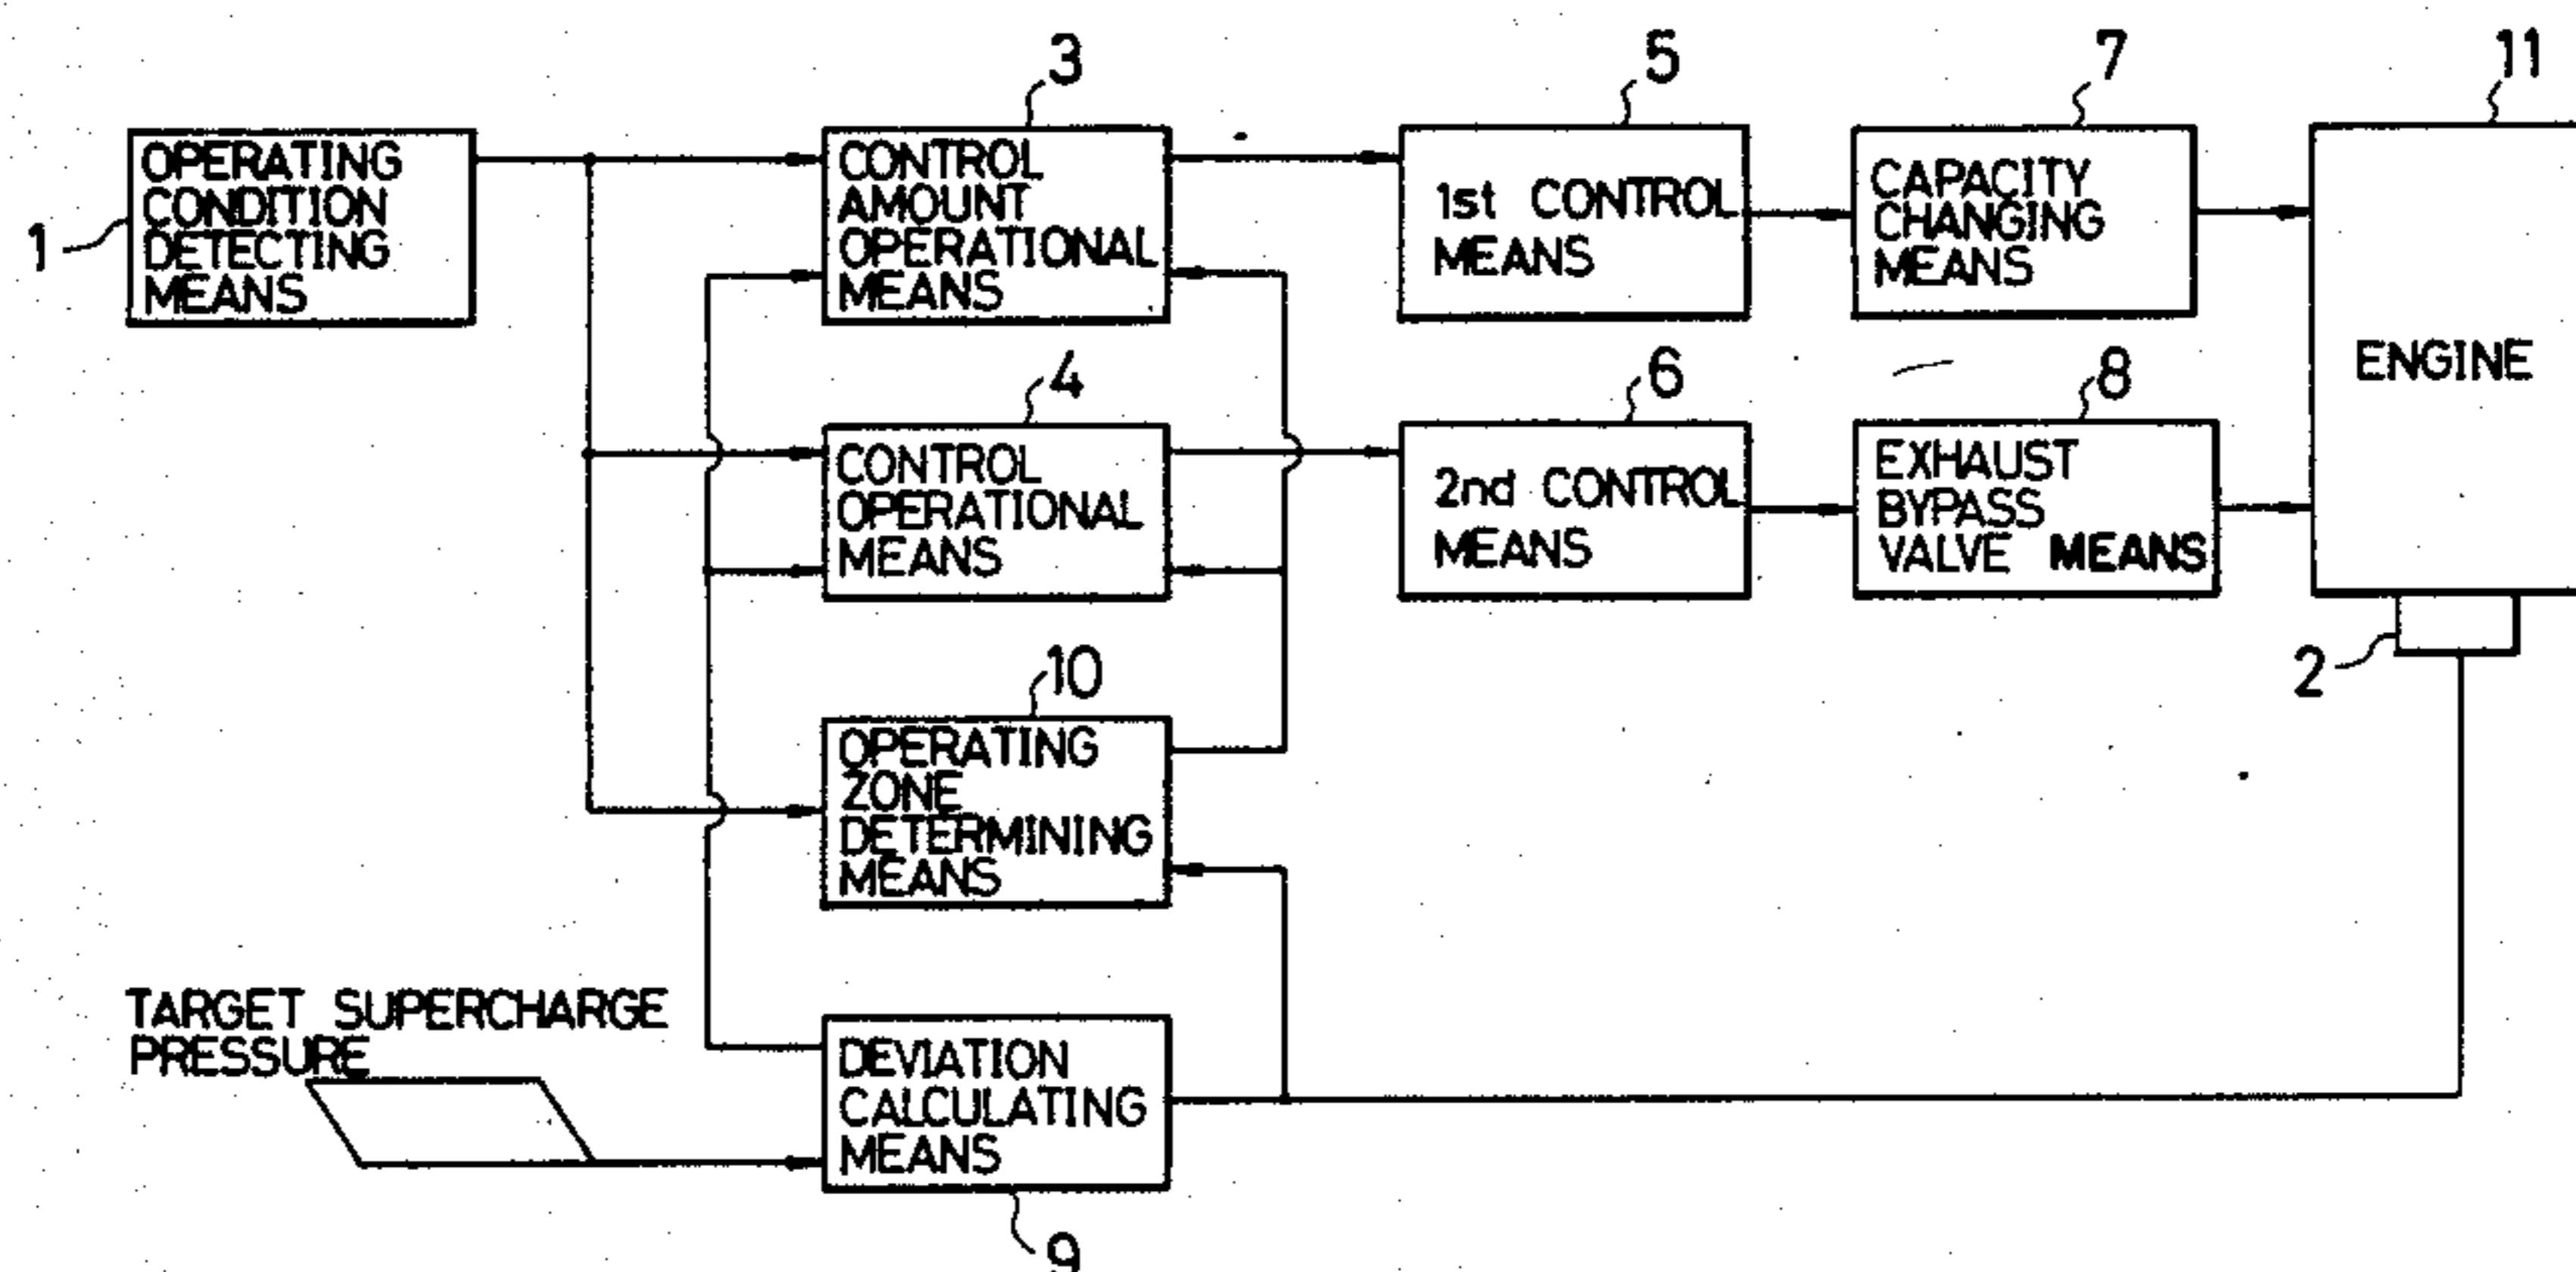 3
5
7
11
OPERATING
CONDITION
DETECTING
MEANS
1
CONTROL
AMOUNT
OPERATIONAL
MEANS
1st CONTROL
MEANS
CAPACITY
CHANGING
MEANS
ENGINE
4
6
8
CONTROL
OPERATIONAL
MEANS
2nd CONTROL
MEANS
EXHAUST
BYPASS
VALVE MEANS
2
10
OPERATING
ZONE
DETERMINING
MEANS
TARGET SUPERCHARGE
PRESSURE
DEVIATION
CALCULATING
MEANS
9